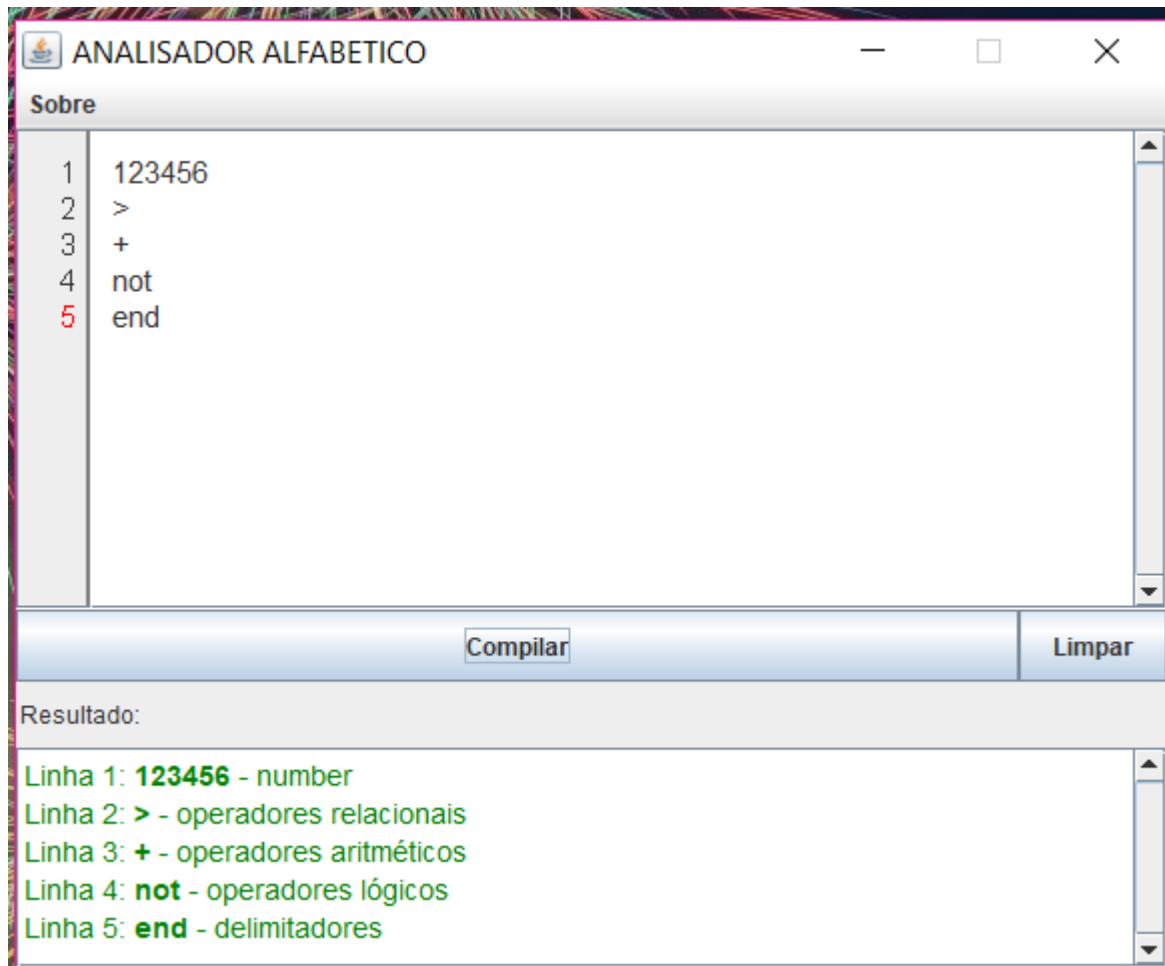 ANALISADOR ALFABETICO
Sobre
1 123456
2 >
3 +
4 not
5 end
Compilar Limpar
Resultado:
Linha 1: 123456 - number
Linha 2: > - operadores relacionais
Linha 3: + - operadores aritméticos
Linha 4: not - operadores lógicos
Linha 5: end - delimitadores